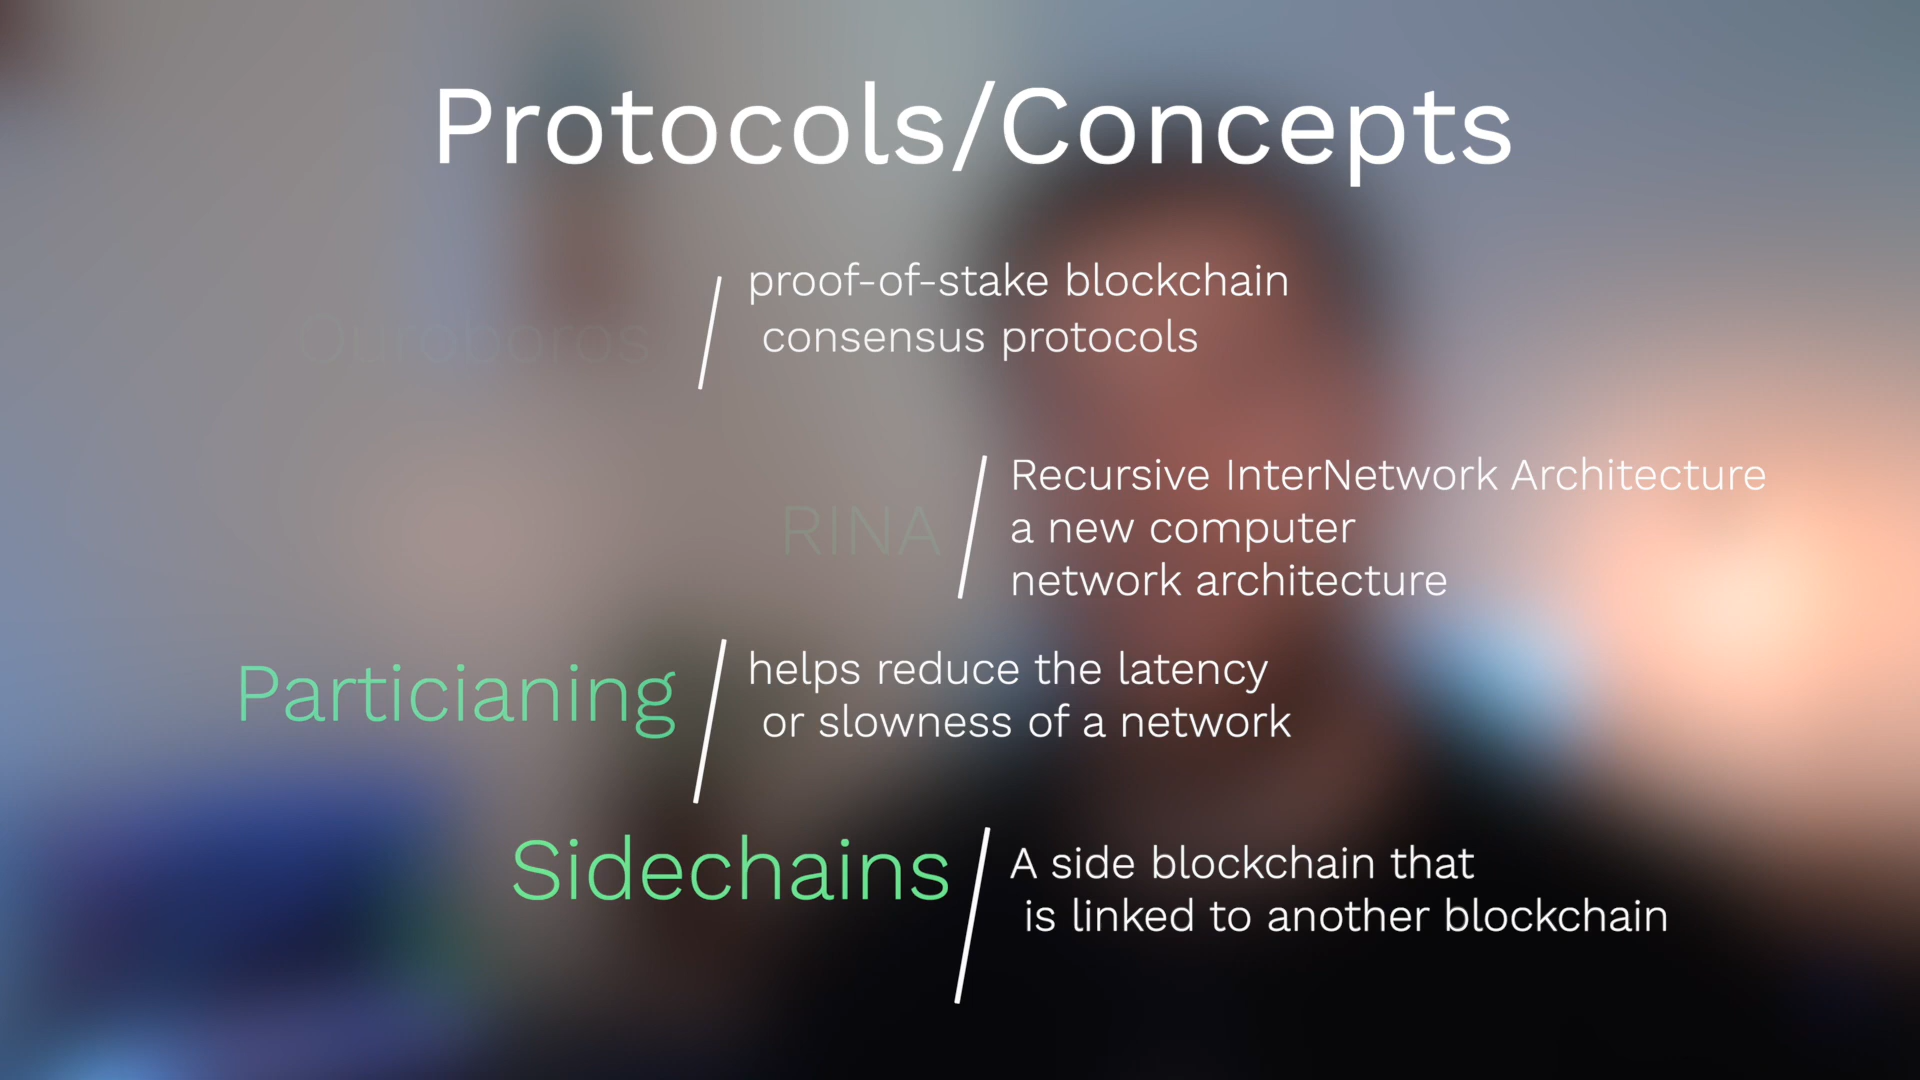 Protocols/Concepts
Ouroboros
proof-of-stake blockchain
consensus protocols
RINA
Recursive InterNetwork Architecture
a new computer
network architecture
Particianing
helps reduce the latency
or slowness of a network
Sidechains
A side blockchain that
is linked to another blockchain